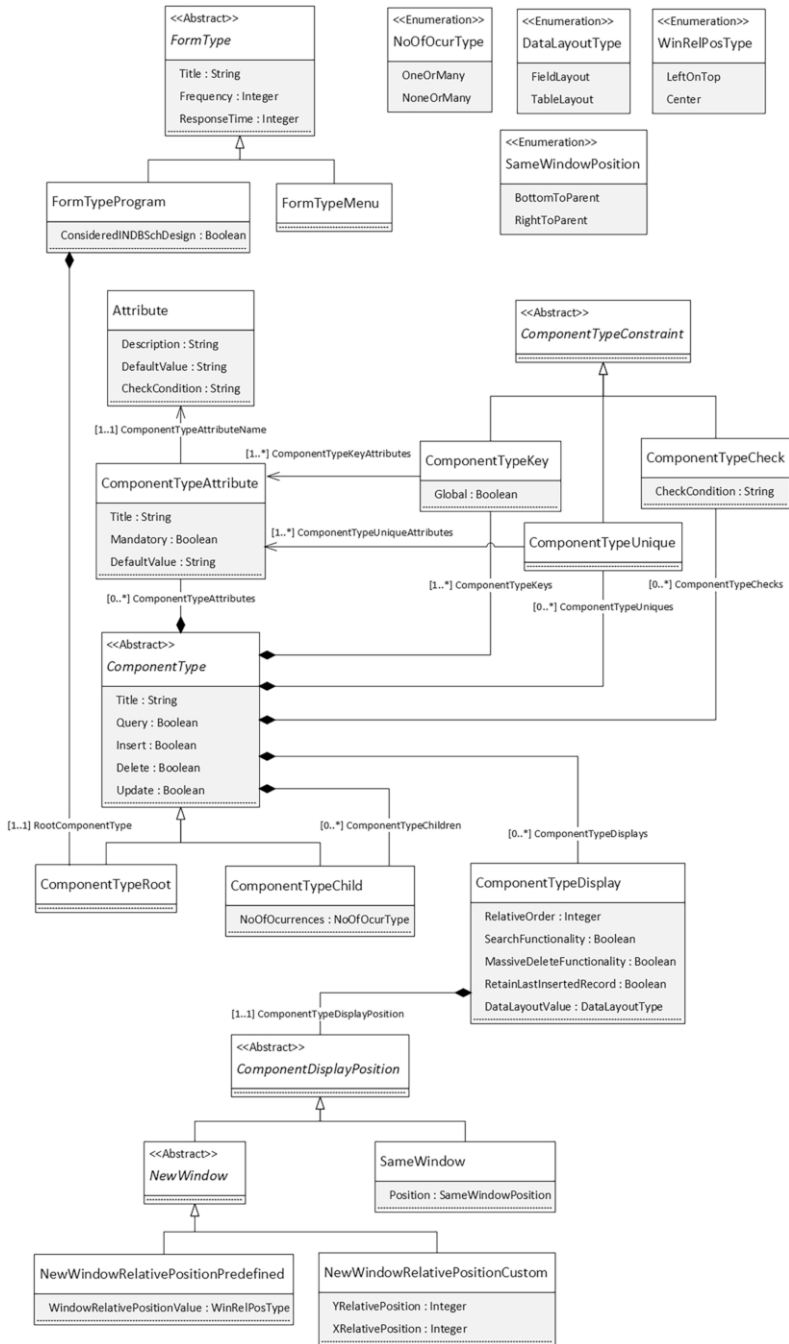 <<Abstract>>
FormType
Title : String
Frequency : Integer
ResponseTime : Integer
<<Enumeration>>
NoOfOcurType
OneOrMany
NoneOrMany
<<Enumeration>>
DataLayoutType
FieldLayout
TableLayout
<<Enumeration>>
WinRelPosType
LeftOnTop
Center
<<Enumeration>>
SameWindowPosition
BottomToParent
RightToParent
FormTypeProgram
ConsideredINDBSchDesign : Boolean
FormTypeMenu
Attribute
Description : String
DefaultValue : String
CheckCondition : String
<<Abstract>>
ComponentTypeConstraint
[1..1] ComponentTypeAttributeName
[1..*] ComponentTypeKeyAttributes
ComponentTypeKey
Global : Boolean
ComponentTypeCheck
CheckCondition : String
ComponentTypeAttribute
Title : String
Mandatory : Boolean
DefaultValue : String
[1..*] ComponentTypeUniqueAttributes
ComponentTypeUnique
[0..*] ComponentTypeAttributes
[1..*] ComponentTypeKeys
[0..*] ComponentTypeChecks
[0..*] ComponentTypeUniques
<<Abstract>>
ComponentType
Title : String
Query : Boolean
Insert : Boolean
Delete : Boolean
Update : Boolean
[1..1] RootComponentType
[0..*] ComponentTypeChildren
[0..*] ComponentTypeDisplays
ComponentTypeRoot
ComponentTypeChild
NoOfOcurrences : NoOfOcurType
ComponentTypeDisplay
RelativeOrder : Integer
SearchFunctionality : Boolean
MassiveDeleteFunctionality : Boolean
RetainLastInsertedRecord : Boolean
DataLayoutValue : DataLayoutType
[1..1] ComponentTypeDisplayPosition
<<Abstract>>
ComponentDisplayPosition
<<Abstract>>
NewWindow
SameWindow
Position : SameWindowPosition
NewWindowRelativePositionPredefined
WindowRelativePositionValue : WinRelPosType
NewWindowRelativePositionCustom
YRelativePosition : Integer
XRelativePosition : Integer